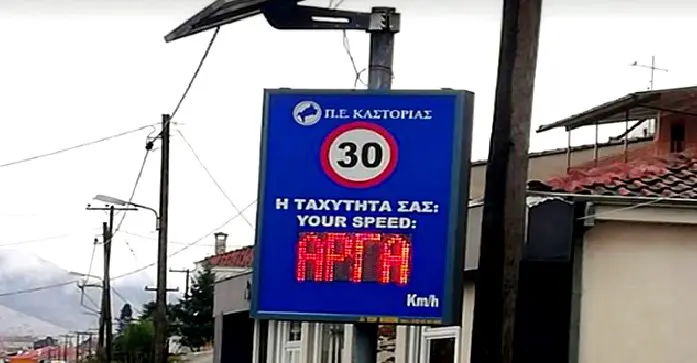 Π.Ε. ΚΑΣΤΟΡΙΑΣ
30
Η ΤΑΧΥΤΗΤΑ ΣΑΣ:
YOUR SPEED:
ΑΡΓΑ
Km/h